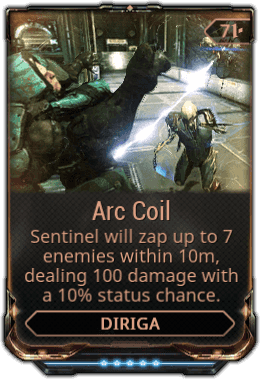 71-
Arc Coil
Sentinel will zap up to 7
enemies within 10m,
dealing 100 damage with
a 10% status chance.
DIRIGA